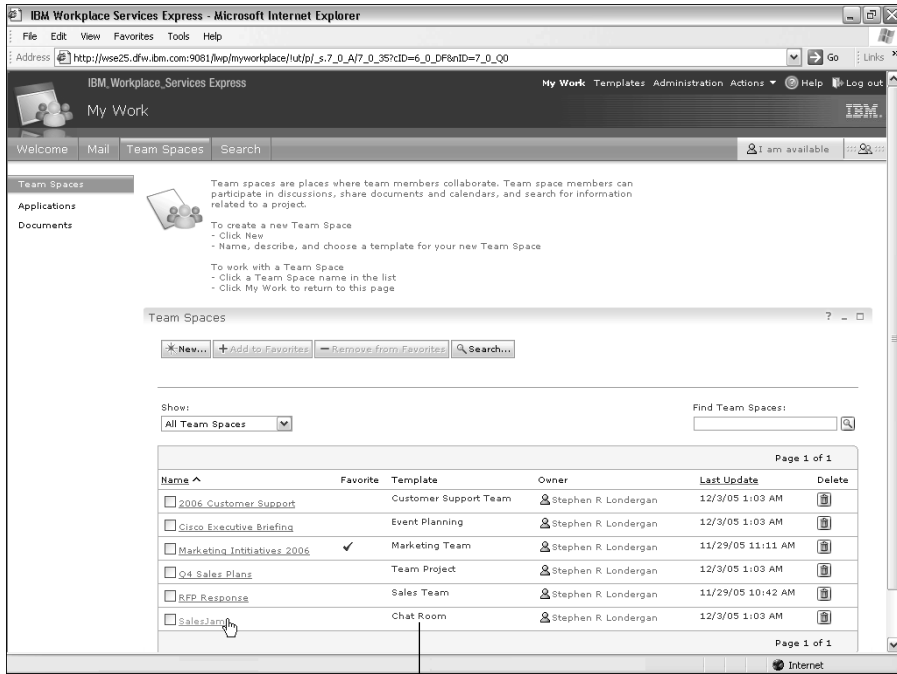 IBM Workplace Services Express - Microsoft Internet Explorer
File Edit View Favorites Tools Help
Address http://wse25.dfw.ibm.com:9081/lwp/myworkplace/!ut/p/_s.7_0_A/7_0_35?cID=6_0_DF&nID=7_0_Q0 Go Links »
IBM Workplace Services Express My Work Templates Administration Actions Help Log out
My Work IBM.
Welcome Mail Team Spaces Search I am available
Team Spaces
Applications
Documents
Team spaces are places where team members collaborate. Team space members can
participate in discussions, share documents and calendars, and search for information
related to a project.
To create a new Team Space
- Click New
- Name, describe, and choose a template for your new Team Space
To work with a Team Space
- Click a Team Space name in the list
- Click My Work to return to this page
Team Spaces ?
New... Add to Favorites Remove from Favorites Search...
Show: Find Team Spaces:
All Team Spaces
Page 1 of 1
Name Favorite Template Owner Last Update Delete
2006 Customer Support Customer Support Team Stephen R Londergan 12/3/05 1:03 AM
Cisco Executive Briefing Event Planning Stephen R Londergan 12/3/05 1:03 AM
Marketing Intitiatives 2006 ✓ Marketing Team Stephen R Londergan 11/29/05 11:11 AM
Q4 Sales Plans Team Project Stephen R Londergan 12/3/05 1:03 AM
RFP Response Sales Team Stephen R Londergan 11/29/05 10:42 AM
SalesJam Chat Room Stephen R Londergan 12/3/05 1:03 AM
Page 1 of 1
Internet